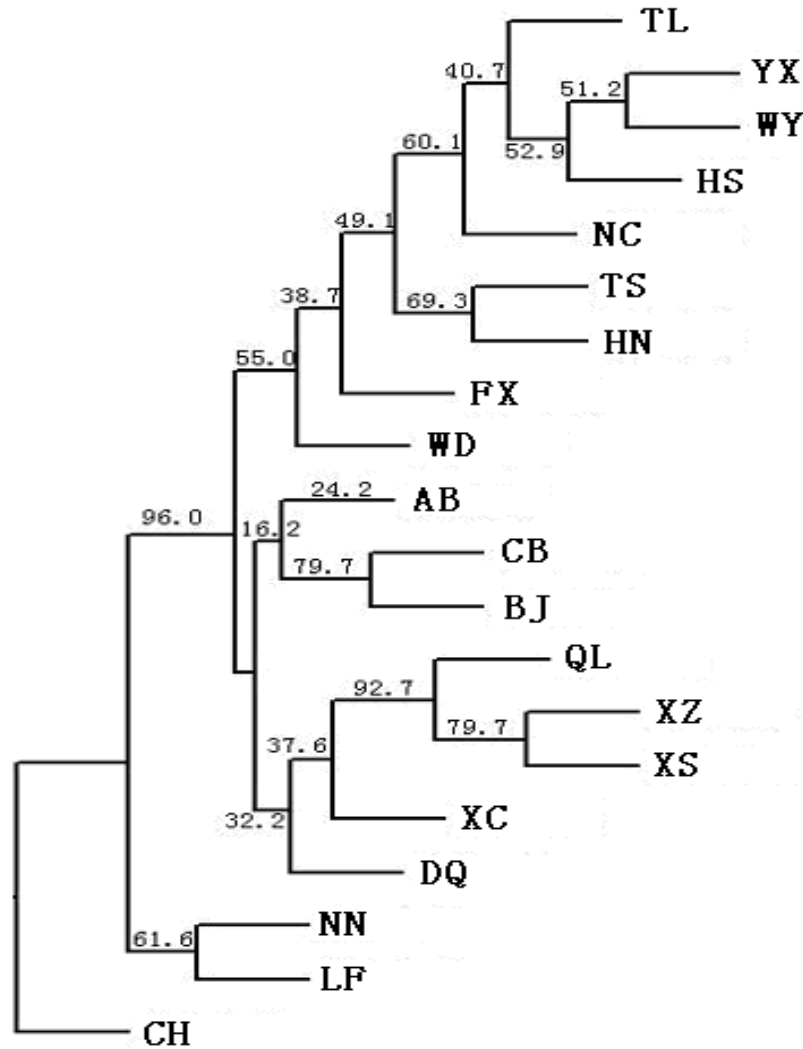 TL
40.7
51.2
YX
WY
60.1
52.9
HS
49.1
NC
TS
38.7
69.3
HN
55.0
FX
WD
24.2
AB
96.0
16.2
CB
79.7
BJ
QL
92.7
XZ
79.7
37.6
XS
32.2
XC
DQ
NN
61.6
LF
CH